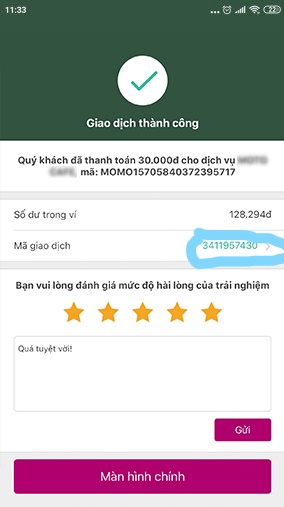 11:33
Giao dịch thành công
Quý khách đã thanh toán 30.000đ cho dịch vụ
mã: MOMO15705840372395717
Số dư trong ví 128.294đ
Mã giao dịch 3411957430
Bạn vui lòng đánh giá mức độ hài lòng của trải nghiệm
Quá tuyệt vời!
Gửi
Màn hình chính